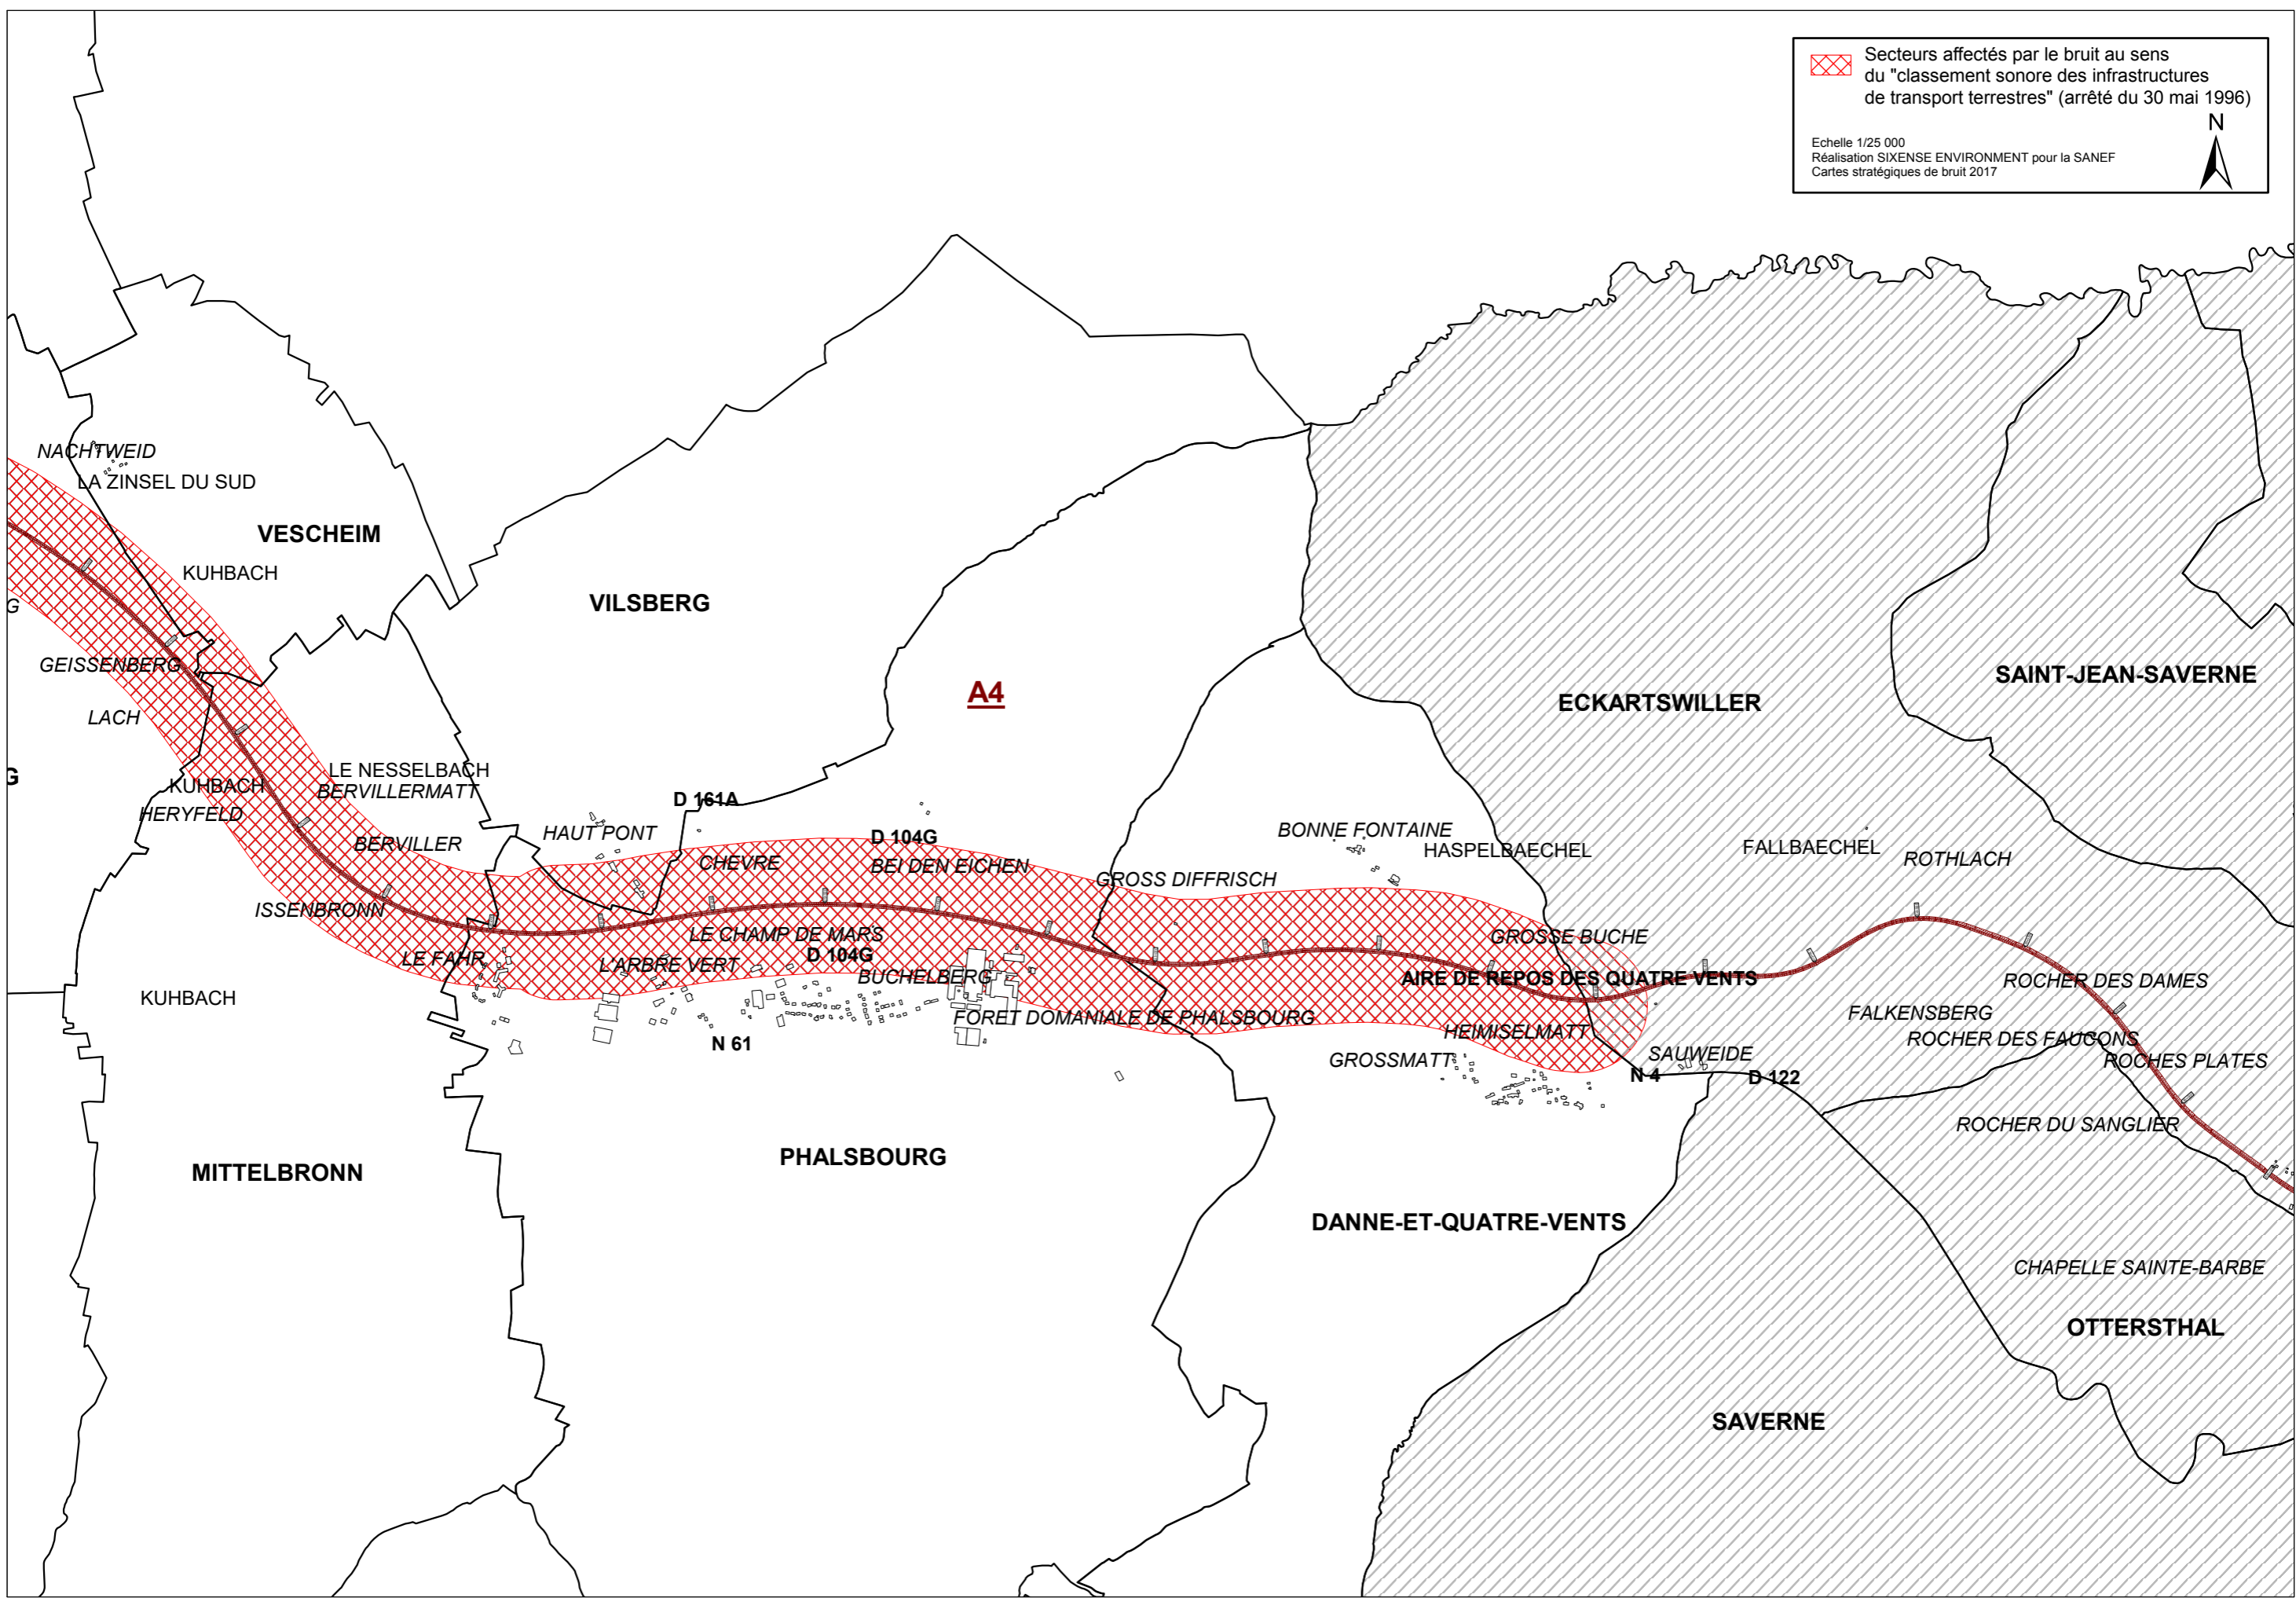 Secteurs affectés par le bruit au sens
du "classement sonore des infrastructures
de transport terrestres" (arrêté du 30 mai 1996)
N
Echelle 1/25 000
Réalisation SIXENSE ENVIRONMENT pour la SANEF
Cartes stratégiques de bruit 2017
NACHTWEID
LA ZINSEL DU SUD
VESCHEIM
KUHBACH
G
VILSBERG
GEISSENBERG
A4
ECKARTSWILLER
SAINT-JEAN-SAVERNE
LACH
G
LE NESSELBACH
KUHBACH
BERVILLERMATT
HERYFELD
D 161A
BERVILLER
HAUT PONT
D 104G
CHEVRE
BEI DEN EICHEN
BONNE FONTAINE
HASPELBAECHEL
FALLBAECHEL
ROTHLACH
GROSS DIFFRISCH
ISSENBRONN
LE CHAMP DE MARS
GROSSE BUCHE
LE FAHR
L'ARBRE VERT
D 104G
BUCHELBERG
AIRE DE REPOS DES QUATRE VENTS
ROCHER DES DAMES
KUHBACH
FORET DOMANIALE DE PHALSBOURG
HEIMISELMATT
FALKENSBERG
N 61
ROCHER DES FAUCONS
GROSSMATT
SAUWEIDE
ROCHES PLATES
N 4
D 122
ROCHER DU SANGLIER
MITTELBRONN
PHALSBOURG
DANNE-ET-QUATRE-VENTS
CHAPELLE SAINTE-BARBE
OTTERSTHAL
SAVERNE